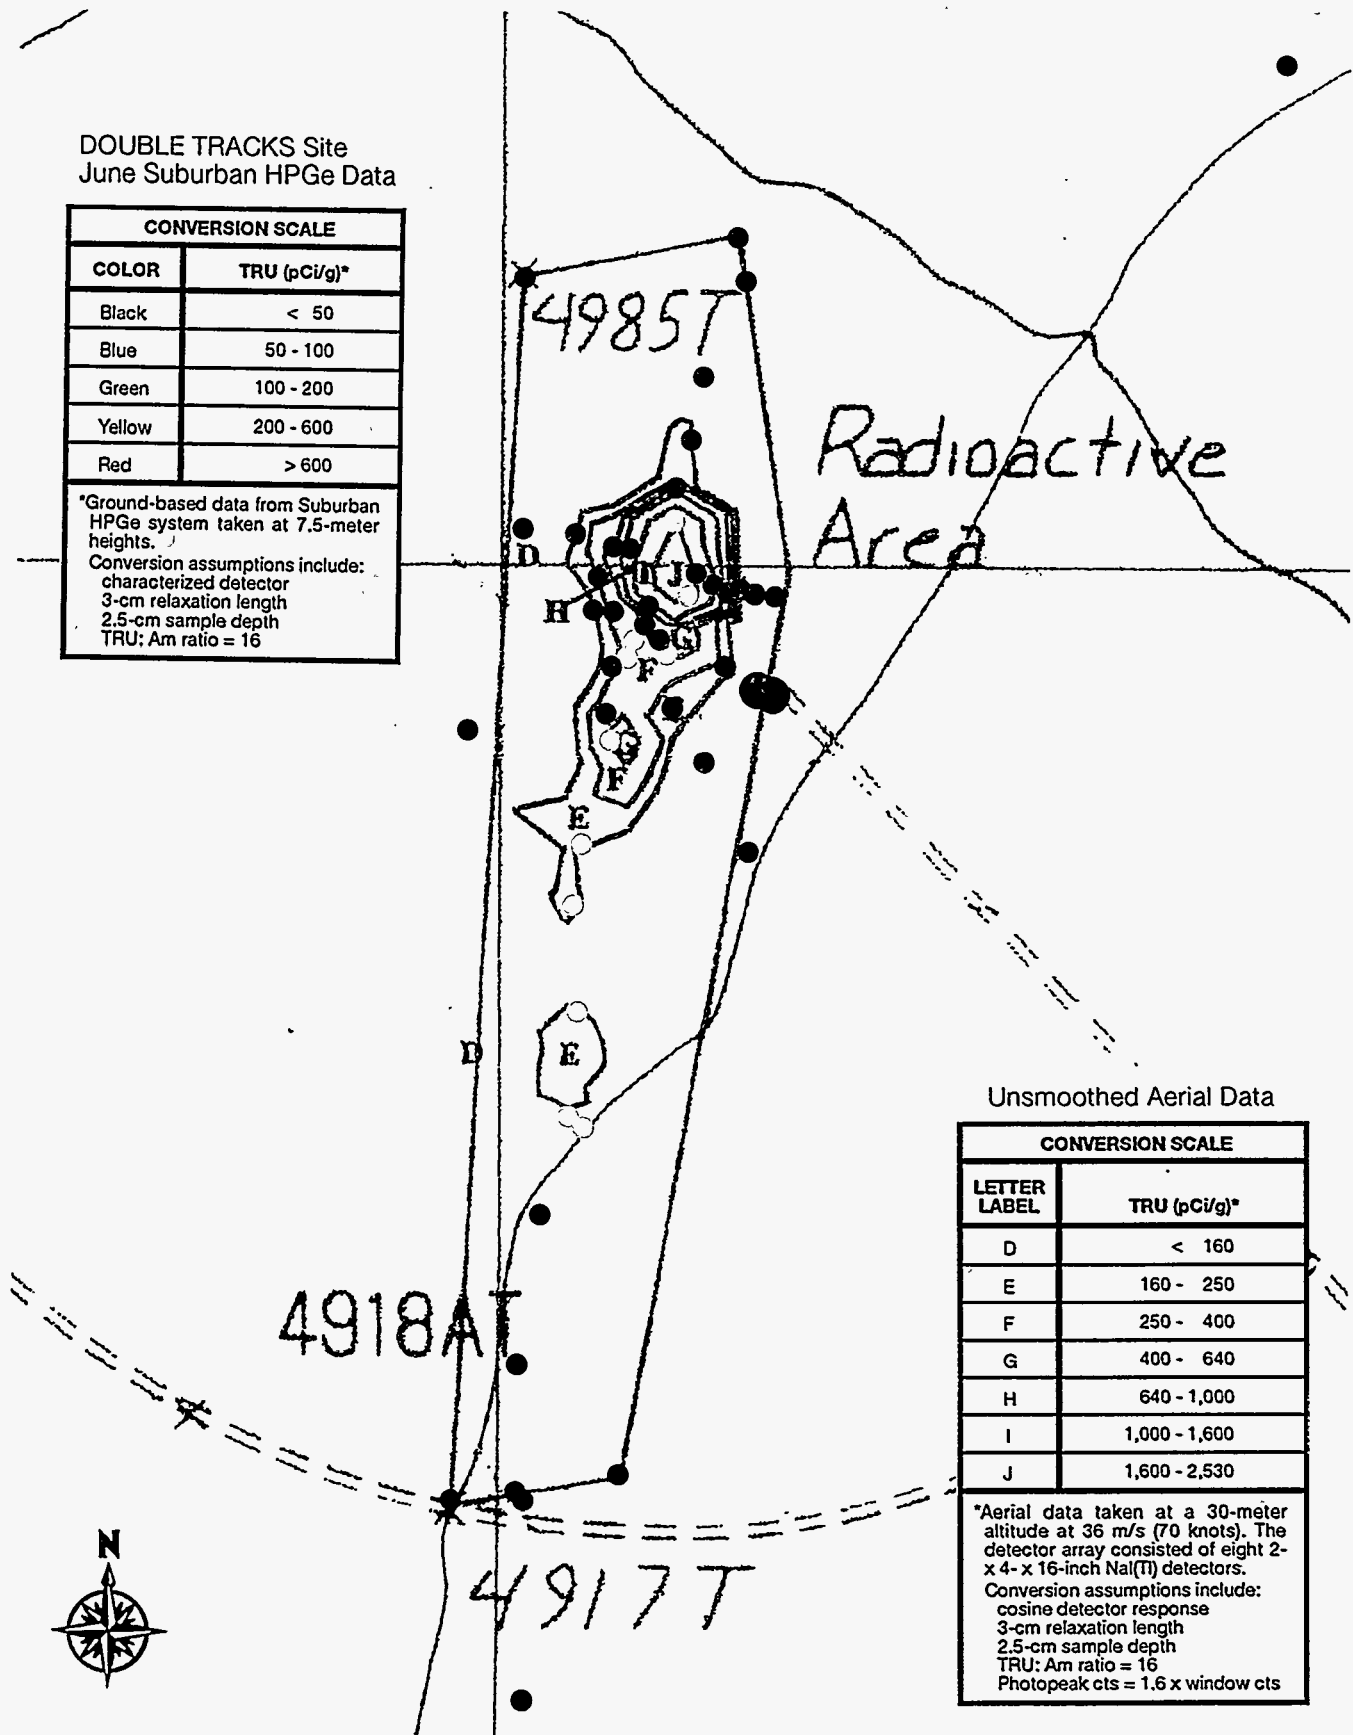 DOUBLE TRACKS Site
June Suburban HPGe Data
CONVERSION SCALE
COLOR TRU (pCi/g)*
Black < 50
Blue 50 - 100
Green 100 - 200
Yellow 200 - 600
Red > 600
*Ground-based data from Suburban
HPGe system taken at 7.5-meter
heights.
Conversion assumptions include:
characterized detector
3-cm relaxation length
2.5-cm sample depth
TRU: Am ratio = 16
4985T
Radioactive
Area
D
I J
H
G
F
G
G
F
E
D
E
4918AT
4917T
N
Unsmoothed Aerial Data
CONVERSION SCALE
LETTER
LABEL TRU (pCi/g)*
D < 160
E 160 - 250
F 250 - 400
G 400 - 640
H 640 - 1,000
I 1,000 - 1,600
J 1,600 - 2,530
*Aerial data taken at a 30-meter
altitude at 36 m/s (70 knots). The
detector array consisted of eight 2-
x 4- x 16-inch NaI(Tl) detectors.
Conversion assumptions include:
cosine detector response
3-cm relaxation length
2.5-cm sample depth
TRU: Am ratio = 16
Photopeak cts = 1.6 x window cts